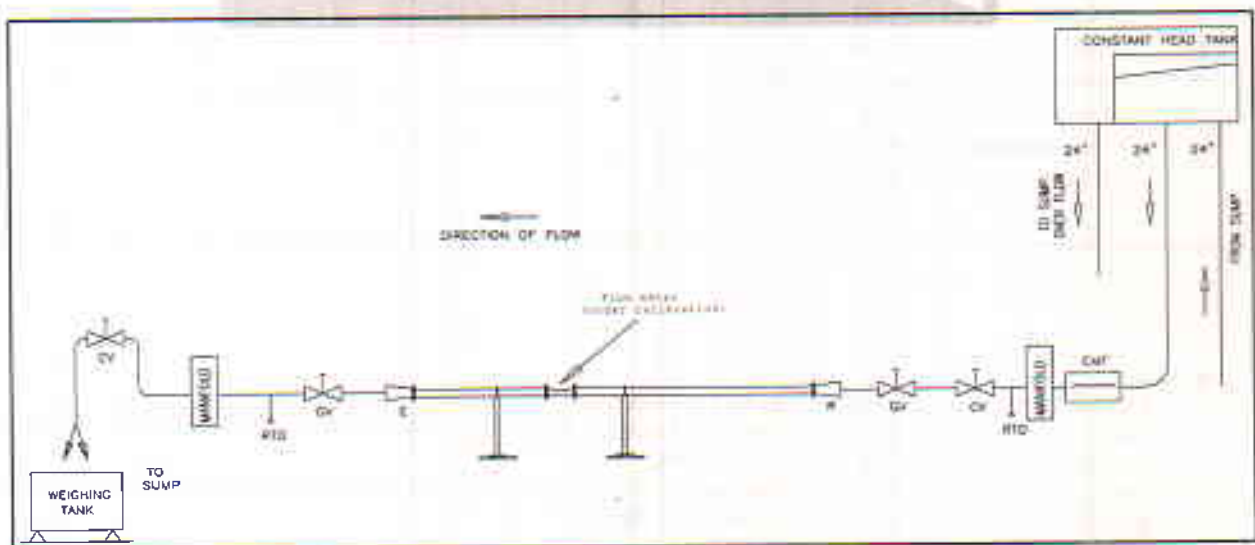 CONSTANT HEAD TANK
24"
24"
24"
TO SUMP
OVER FLOW
FROM SUMP
DIRECTION OF FLOW
Flow meter
under calibration
CV
MANIFOLD
RTD
GV
E
R
GV
CV
RTD
MANIFOLD
EMF
WEIGHING
TANK
TO
SUMP